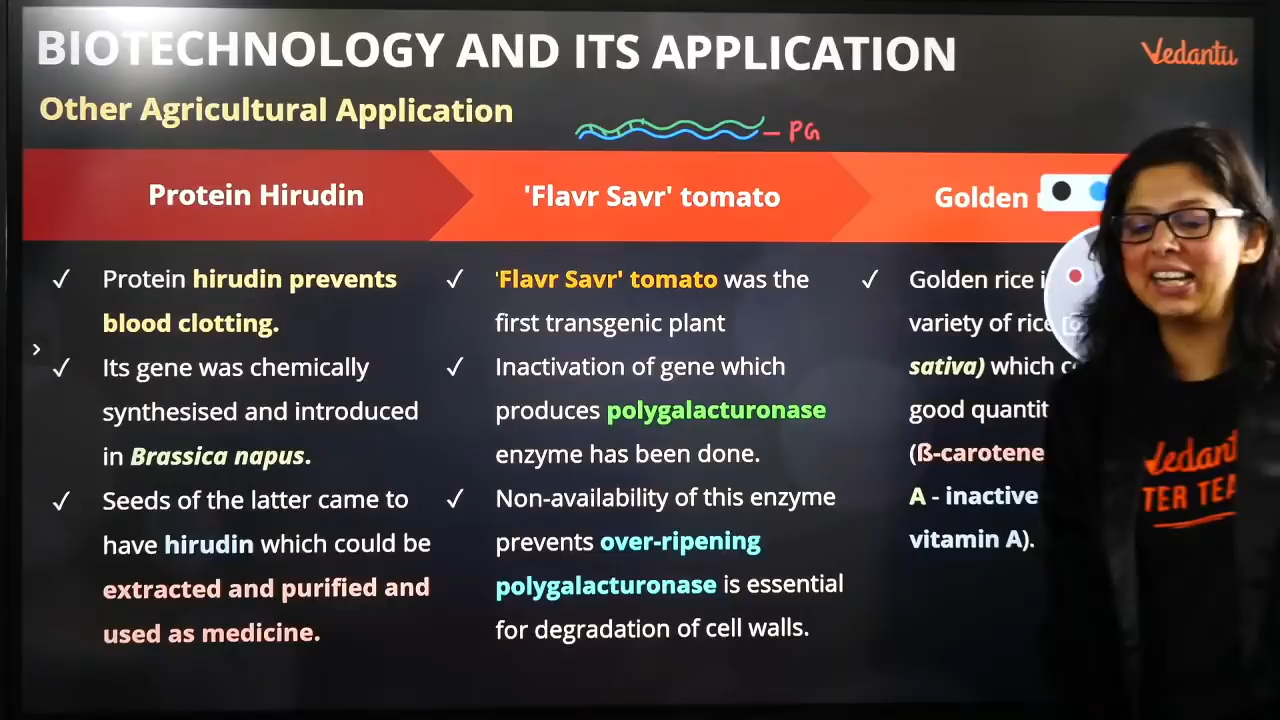 BIOTECHNOLOGY AND ITS APPLICATION
Vedantu
Other Agricultural Application
PG
Protein Hirudin
'Flavr Savr' tomato
Golden
✓ Protein hirudin prevents
blood clotting.
✓ Its gene was chemically
synthesised and introduced
in Brassica napus.
✓ Seeds of the latter came to
have hirudin which could be
extracted and purified and
used as medicine.
✓ 'Flavr Savr' tomato was the
first transgenic plant
✓ Inactivation of gene which
produces polygalacturonase
enzyme has been done.
✓ Non-availability of this enzyme
prevents over-ripening
polygalacturonase is essential
for degradation of cell walls.
✓ Golden rice
variety of rice
sativa) which
good
(ß-carotene
A - inactive
vitamin A).